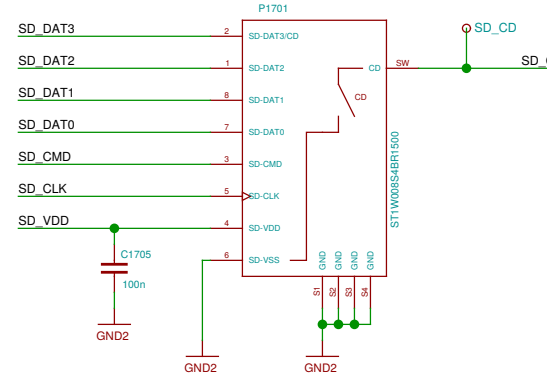 P1701
SD_DAT3 2 SD-DAT3/CD
SD_CD
SD_DAT2 1 SD-DAT2 CD SW
SD_DAT1 8 SD-DAT1 CD
SD_DAT0 7 SD-DAT0
SD_CMD 3 SD-CMD
SD_CLK 5 SD-CLK
SD_VDD 4 SD-VDD
6 SD-VSS
ST1W008S4BR1500
C1705
100n
GND GND GND GND
S1 S2 S3 S4
GND2
GND2
GND2